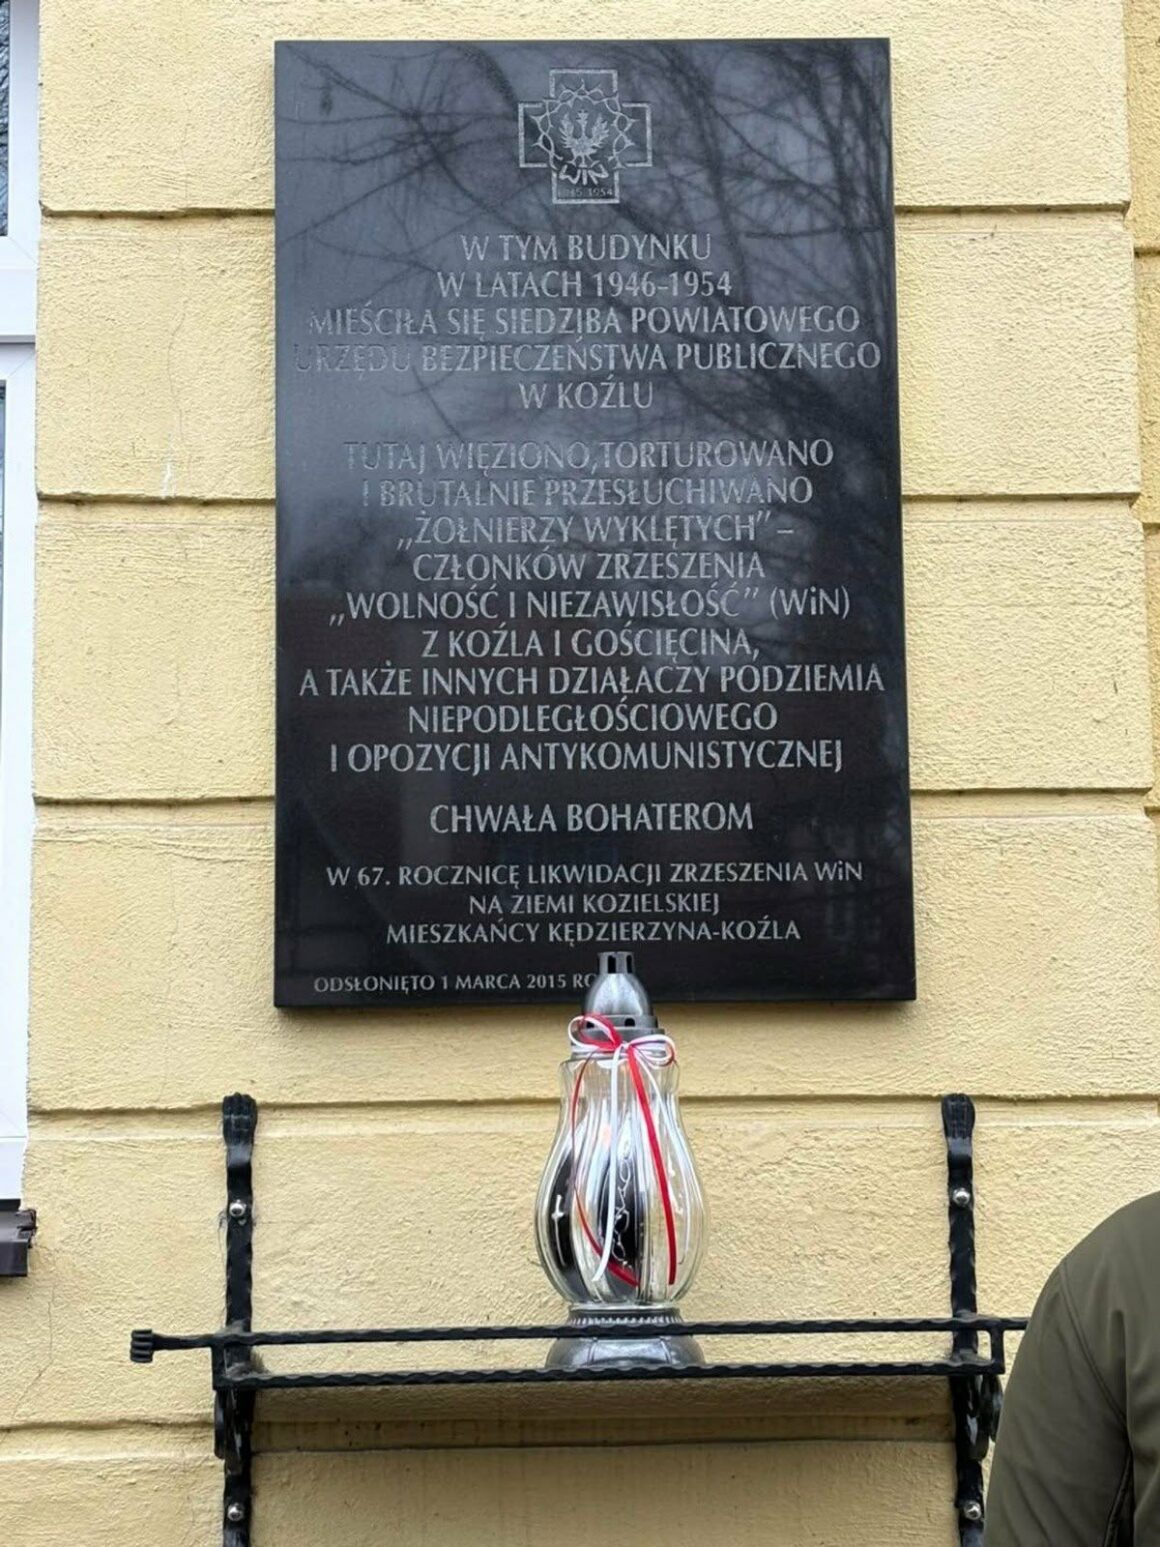 WiN
1945-1954
W TYM BUDYNKU
W LATACH 1946-1954
MIEŚCIŁA SIĘ SIEDZIBA POWIATOWEGO
URZĘDU BEZPIECZEŃSTWA PUBLICZNEGO
W KOŹLU
TUTAJ WIĘZIONO,TORTUROWANO
I BRUTALNIE PRZESŁUCHIWANO
„ŻOŁNIERZY WYKLĘTYCH” –
CZŁONKÓW ZRZESZENIA
„WOLNOŚĆ I NIEZAWISŁOŚĆ” (WiN)
Z KOŹLA I GOŚCIĘCINA,
A TAKŻE INNYCH DZIAŁACZY PODZIEMIA
NIEPODLEGŁOŚCIOWEGO
I OPOZYCJI ANTYKOMUNISTYCZNEJ
CHWAŁA BOHATEROM
W 67. ROCZNICĘ LIKWIDACJI ZRZESZENIA WiN
NA ZIEMI KOZIELSKIEJ
MIESZKAŃCY KĘDZIERZYNA-KOŹLA
ODSŁONIĘTO 1 MARCA 2015